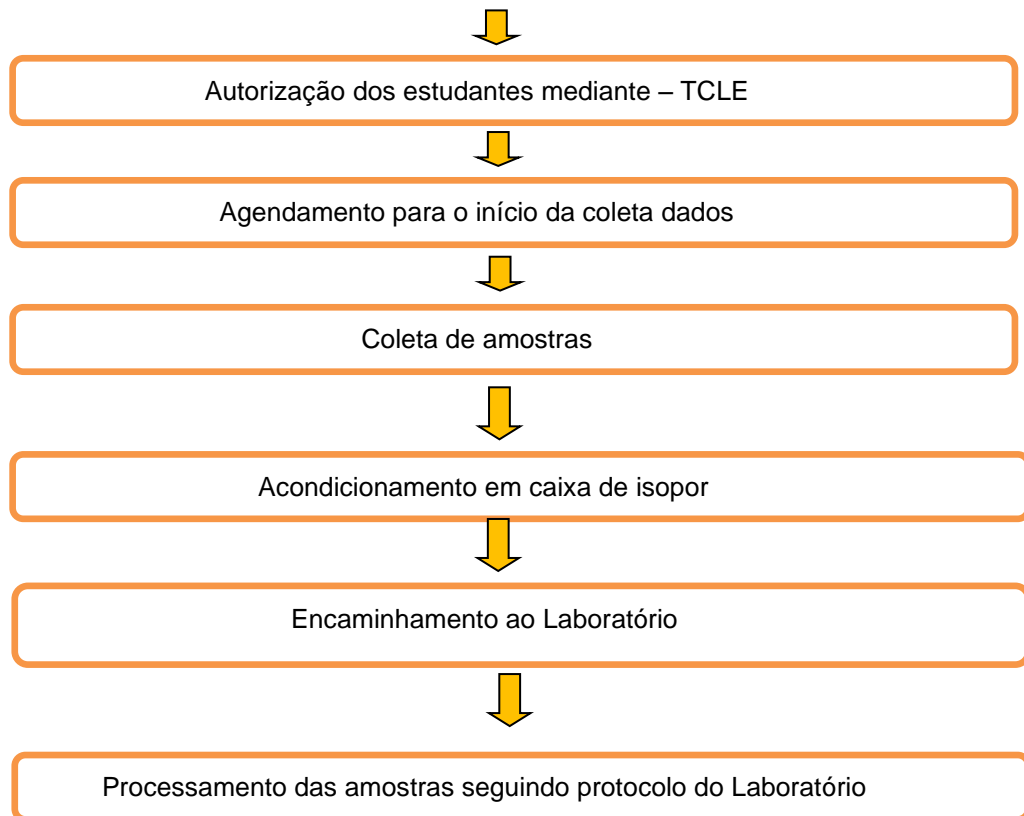 Autorização dos estudantes mediante – TCLE
Agendamento para o início da coleta dados
Coleta de amostras
Acondicionamento em caixa de isopor
Encaminhamento ao Laboratório
Processamento das amostras seguindo protocolo do Laboratório